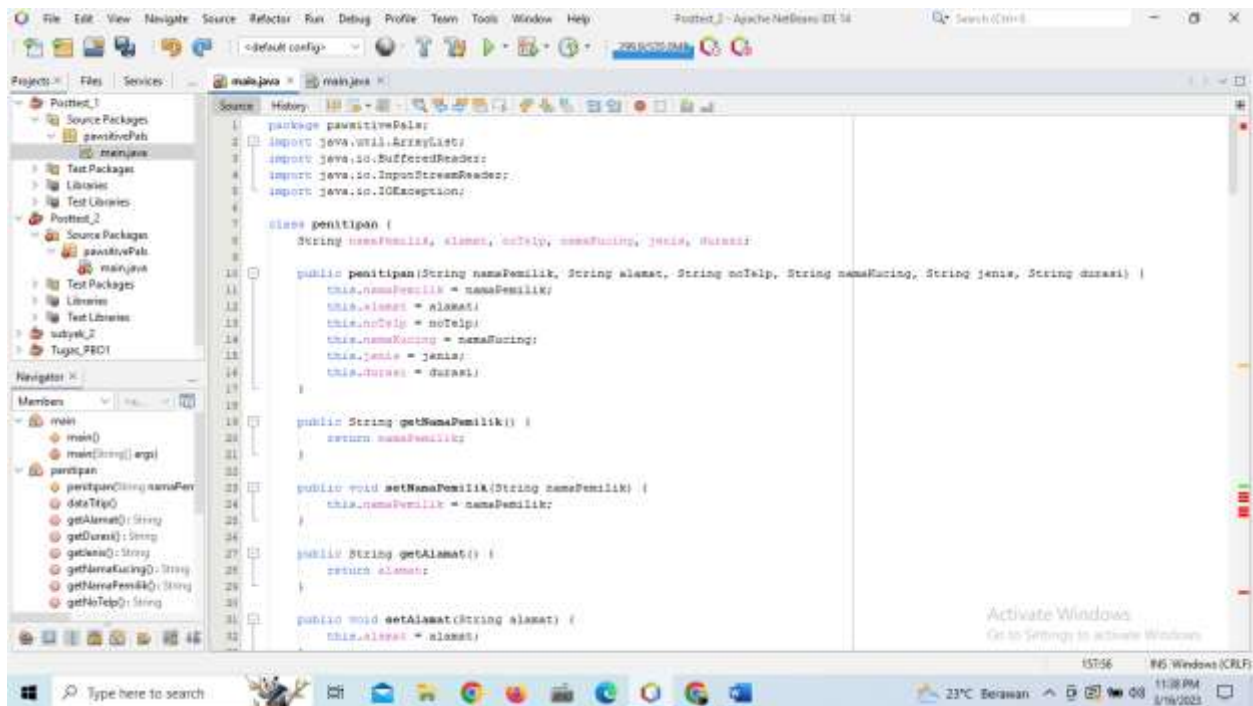 File Edit View Navigate Source Refactor Run Debug Profile Team Tools Window Help Posttest_2 - Apache NetBeans IDE 14 Search (Ctrl+I)
<default config>
Projects Files Services
main.java main.java
Source History
Posttest_1
Source Packages
pawsitivePals
main.java
Test Packages
Libraries
Test Libraries
Posttest_2
Source Packages
pawsitivePals
main.java
Test Packages
Libraries
Test Libraries
subyek_2
Tugas_PBO1
Navigator
Members
main
main()
main(String[] args)
penitipan
penitipan(String namaPem
dataTitip()
getAlamat() : String
getDurasi() : String
getJenis() : String
getNamaKucing() : String
getNamaPemilik() : String
getNoTelp() : String
1 package pawsitivePals;
2 import java.util.ArrayList;
3 import java.io.BufferedReader;
4 import java.io.InputStreamReader;
5 import java.io.IOException;
6
7 class penitipan {
8 String namaPemilik, alamat, noTelp, namaKucing, jenis, durasi;
9
10 public penitipan(String namaPemilik, String alamat, String noTelp, String namaKucing, String jenis, String durasi) {
11 this.namaPemilik = namaPemilik;
12 this.alamat = alamat;
13 this.noTelp = noTelp;
14 this.namaKucing = namaKucing;
15 this.jenis = jenis;
16 this.durasi = durasi;
17 }
18
19 public String getNamaPemilik() {
20 return namaPemilik;
21 }
22
23 public void setNamaPemilik(String namaPemilik) {
24 this.namaPemilik = namaPemilik;
25 }
26
27 public String getAlamat() {
28 return alamat;
29 }
30
31 public void setAlamat(String alamat) {
32 this.alamat = alamat;
Activate Windows
Go to Settings to activate Windows.
157:56 INS Windows (CRLF)
Type here to search
23°C Berawan
11:38 PM
3/16/2023